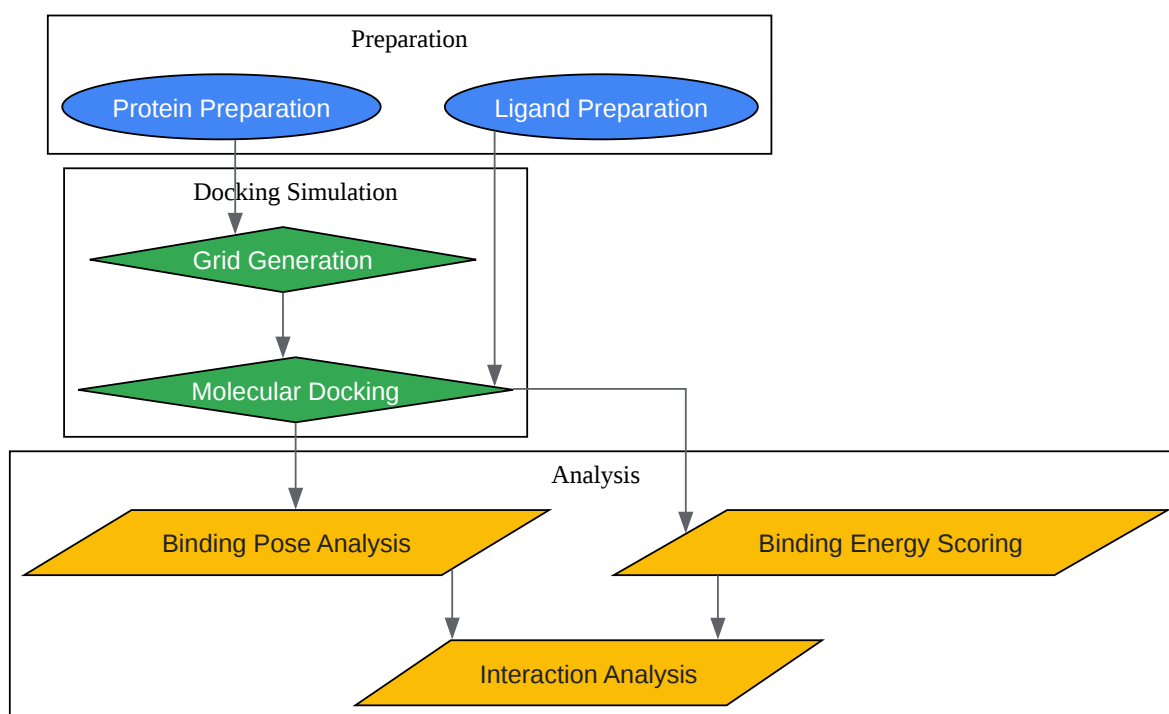 Preparation
Protein Preparation
Ligand Preparation
Docking Simulation
Grid Generation
Molecular Docking
Analysis
Binding Pose Analysis
Binding Energy Scoring
Interaction Analysis